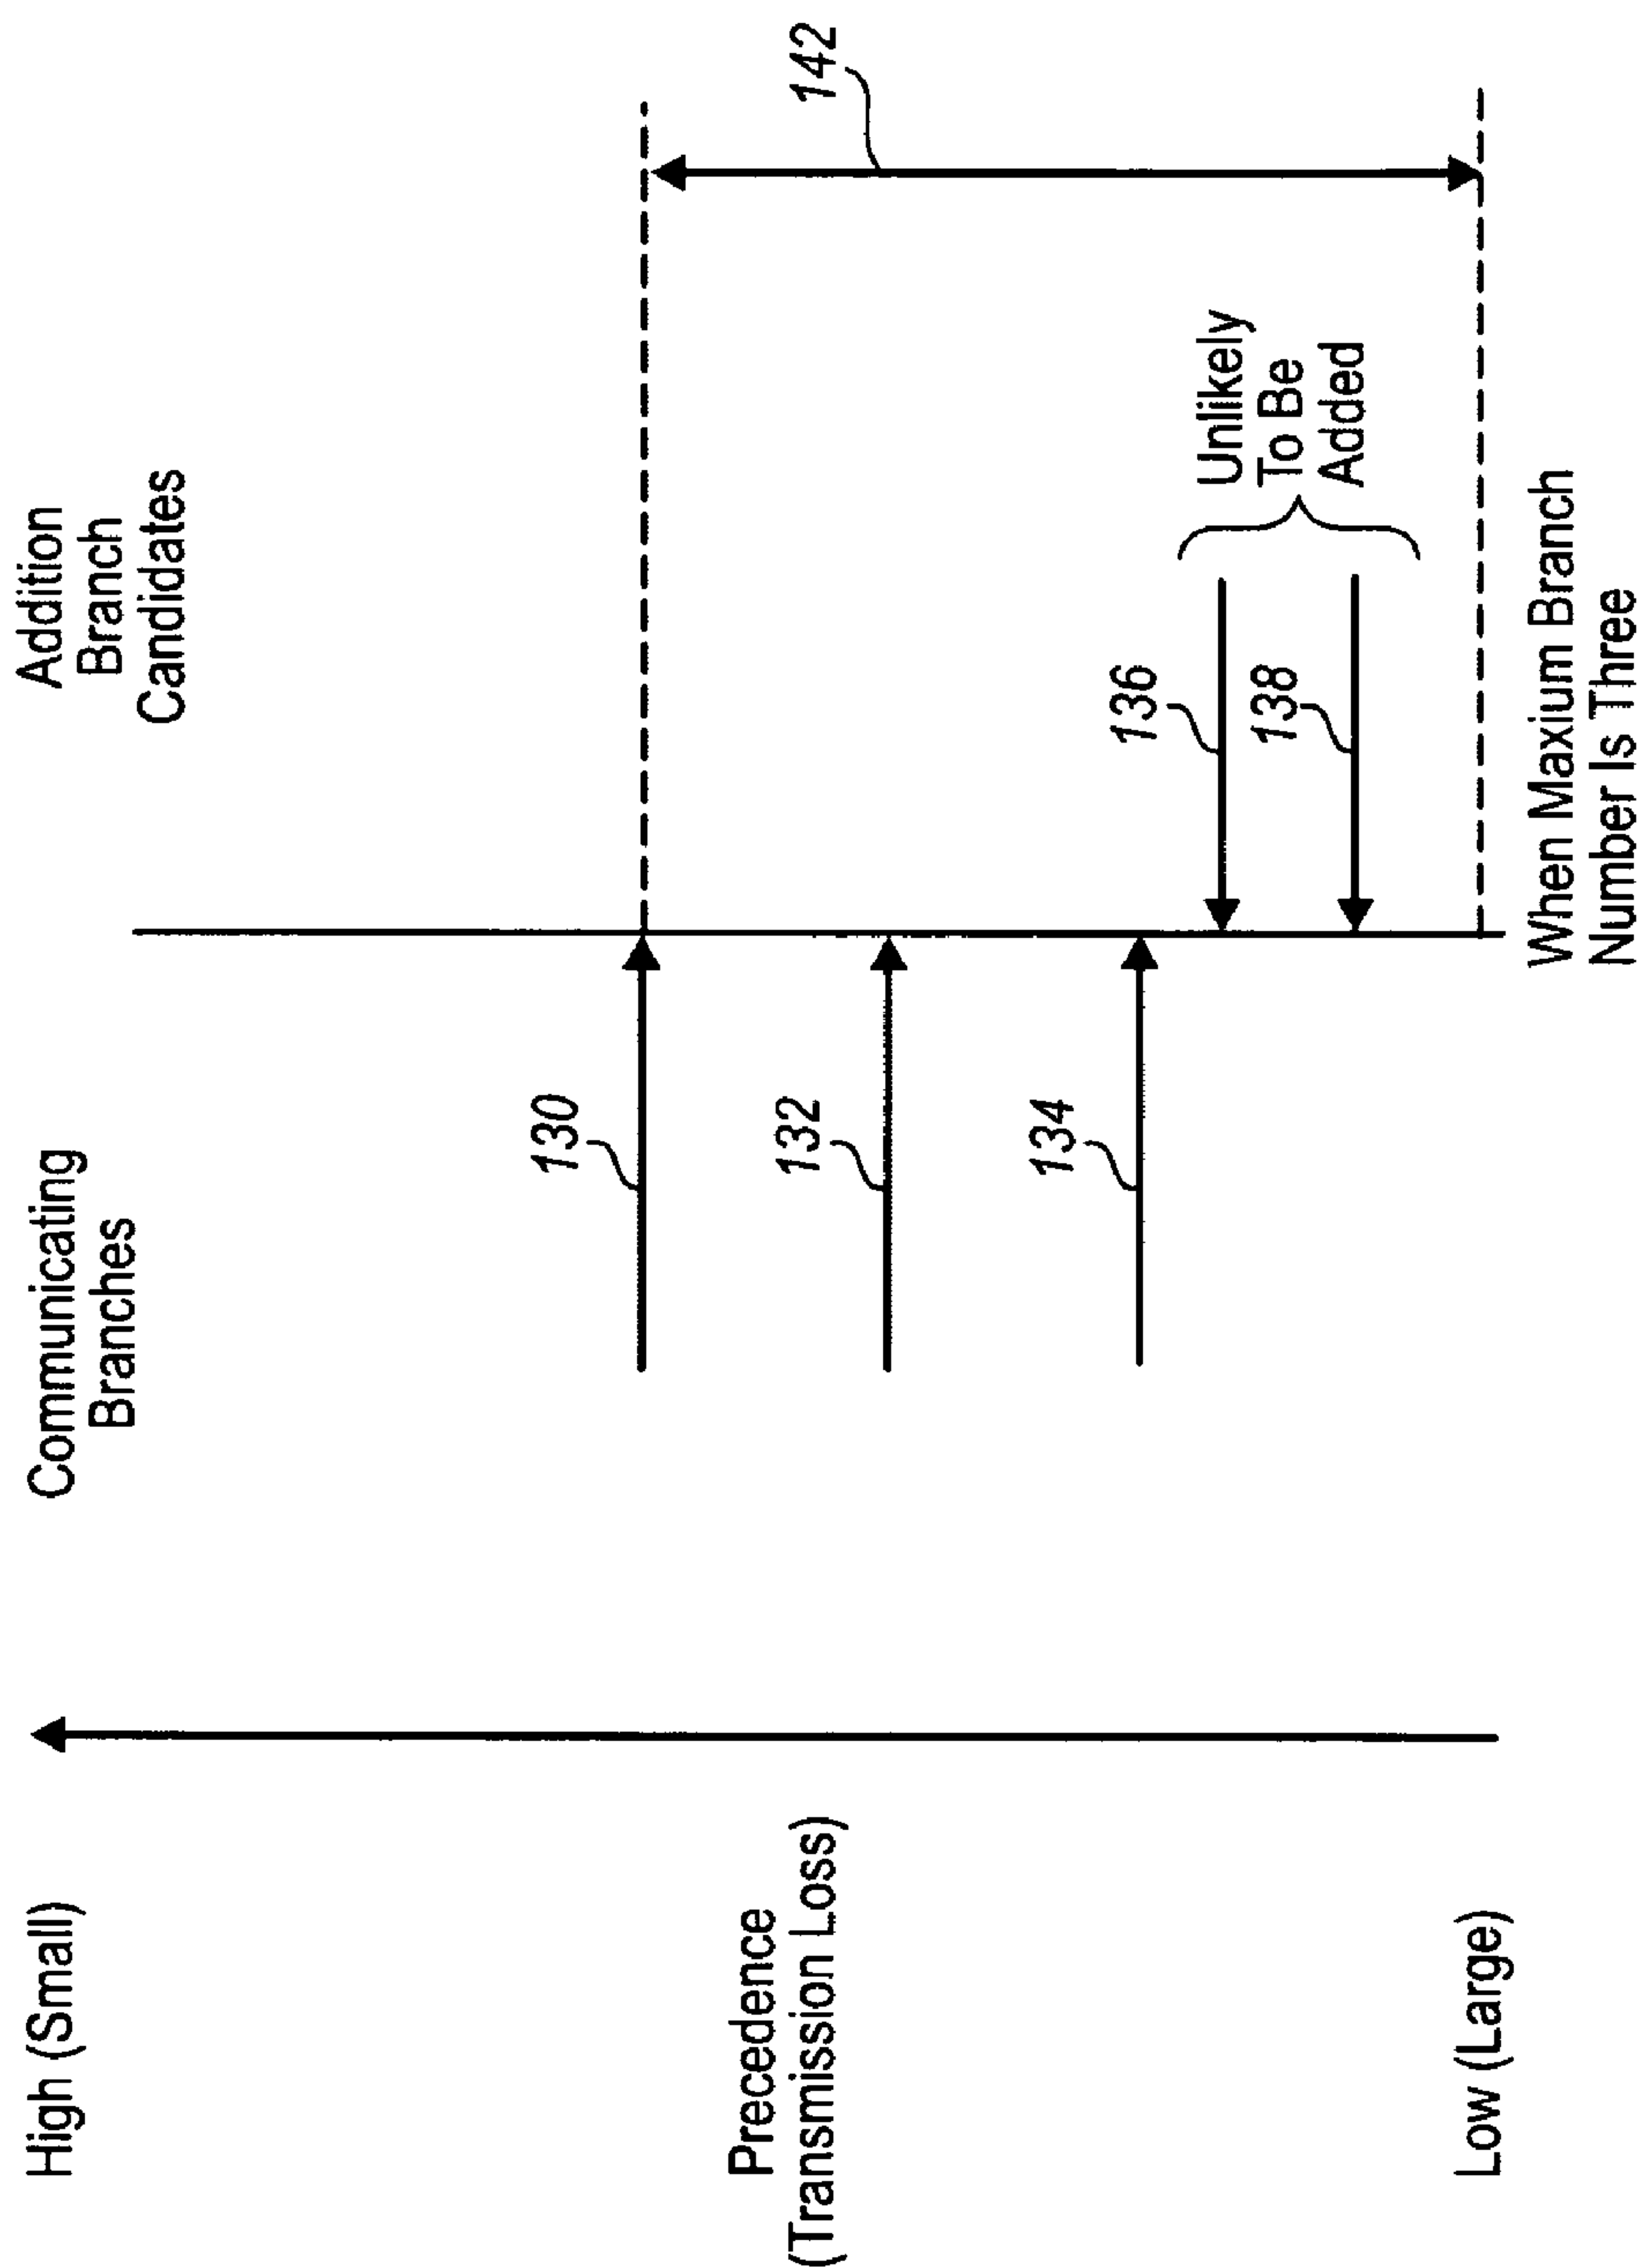 High (Small)
Precedence
(Transmission Loss)
Low (Large)
Communicating
Branches
130
132
134
Addition
Branch
Candidates
136
138
Unlikely
To Be
Added
142
When Maxium Branch
Number Is Three